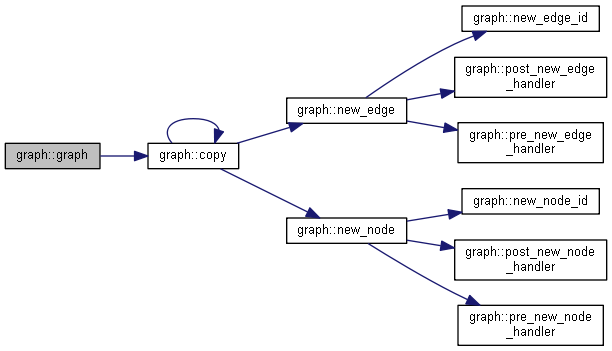 graph::graph
graph::copy
graph::new_edge
graph::new_node
graph::new_edge_id
graph::post_new_edge
_handler
graph::pre_new_edge
_handler
graph::new_node_id
graph::post_new_node
_handler
graph::pre_new_node
_handler